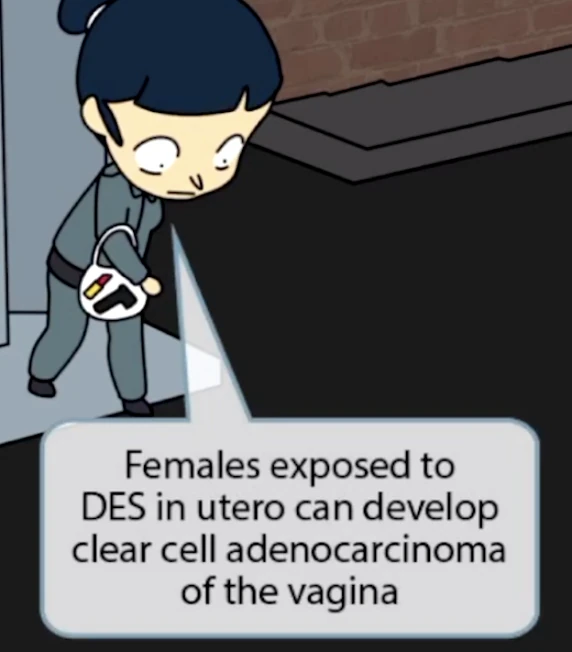 Females exposed to
DES in utero can develop
clear cell adenocarcinoma
of the vagina